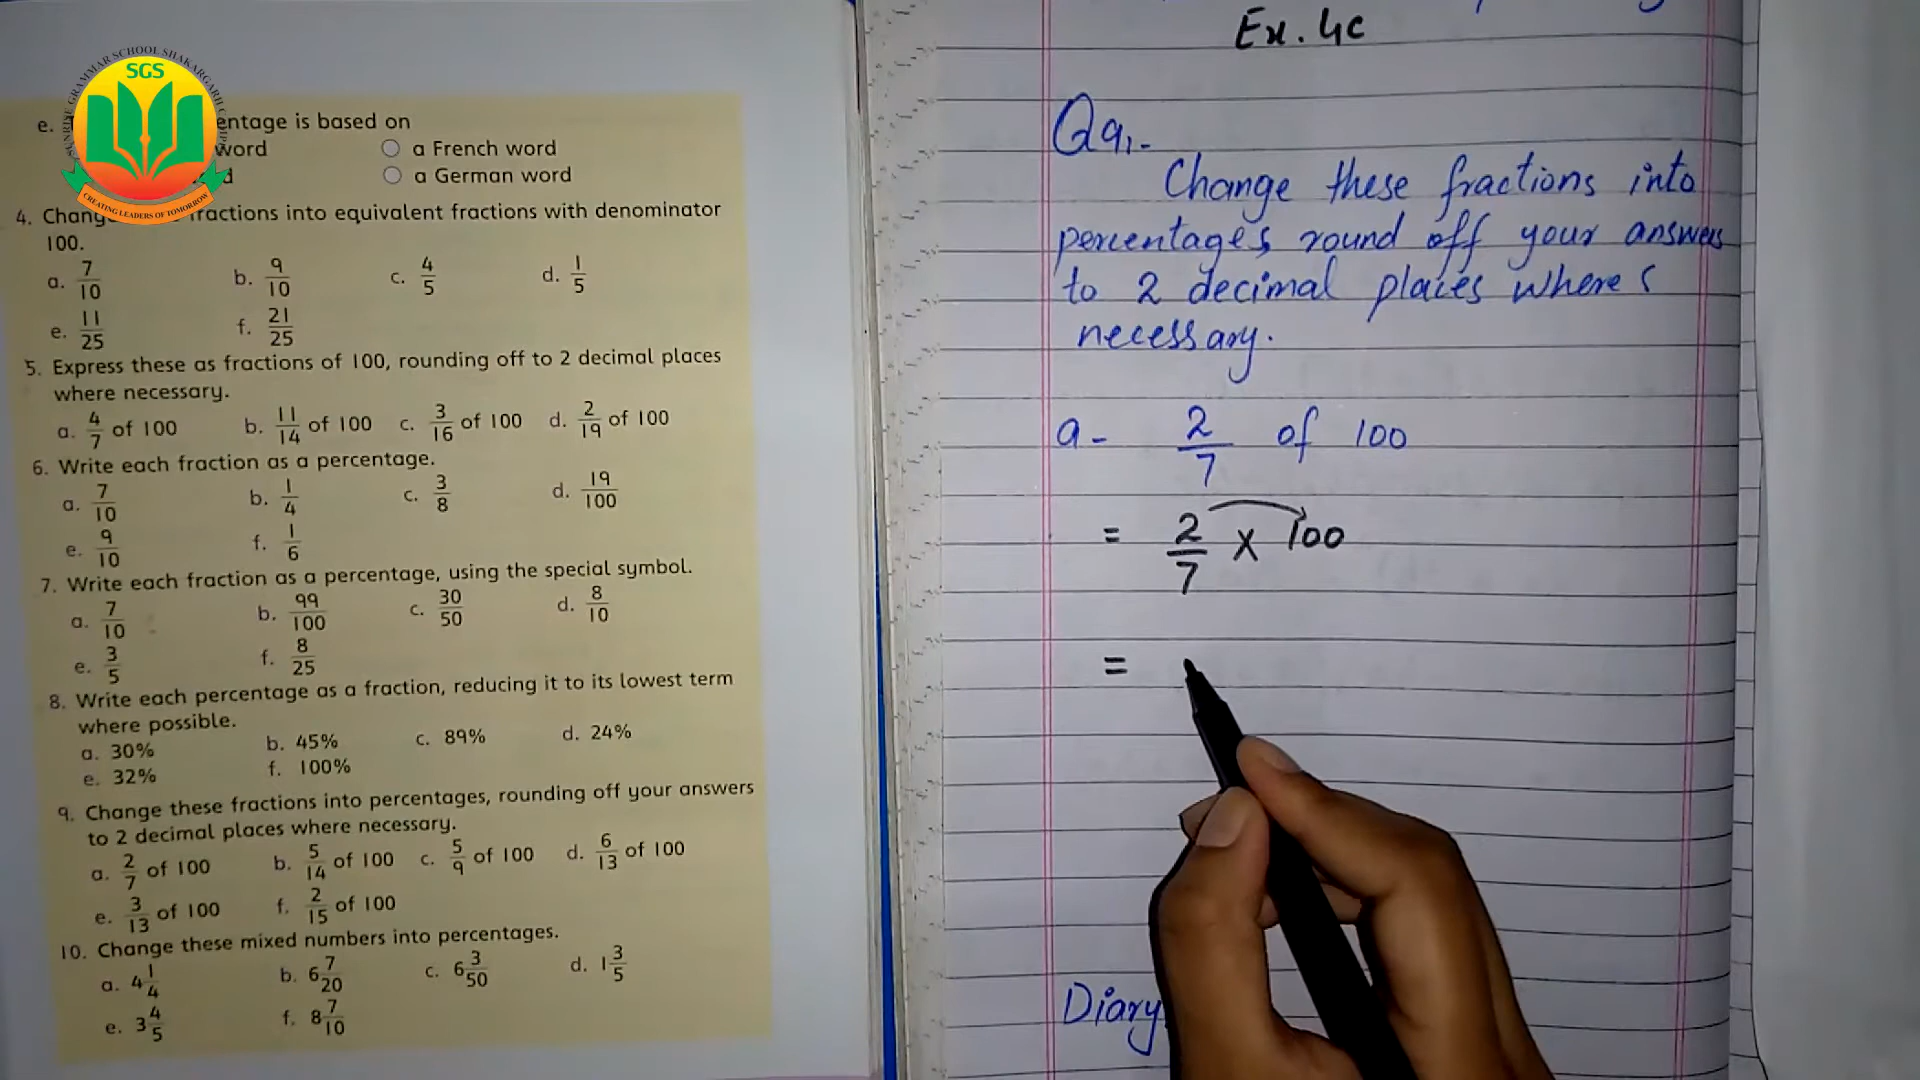 SUNRISE GRAMMAR SCHOOL SHAKARGARH
SGS
CREATING LEADERS OF TOMORROW
e. entage is based on
word a French word
a German word
4. Chang fractions into equivalent fractions with denominator
100.
a. 7/10 b. 9/10 c. 4/5 d. 1/5
e. 11/25 f. 21/25
5. Express these as fractions of 100, rounding off to 2 decimal places
where necessary.
a. 4/7 of 100 b. 11/14 of 100 c. 3/16 of 100 d. 2/19 of 100
6. Write each fraction as a percentage.
a. 7/10 b. 1/4 c. 3/8 d. 19/100
e. 9/10 f. 1/6
7. Write each fraction as a percentage, using the special symbol.
a. 7/10 b. 99/100 c. 30/50 d. 8/10
e. 3/5 f. 8/25
8. Write each percentage as a fraction, reducing it to its lowest term
where possible.
a. 30% b. 45% c. 89% d. 24%
e. 32% f. 100%
9. Change these fractions into percentages, rounding off your answers
to 2 decimal places where necessary.
a. 2/7 of 100 b. 5/14 of 100 c. 5/9 of 100 d. 6/13 of 100
e. 3/13 of 100 f. 2/15 of 100
10. Change these mixed numbers into percentages.
a. 4 1/4 b. 6 7/20 c. 6 3/50 d. 1 3/5
e. 3 4/5 f. 8 7/10
Ex. 4c
Q9,-
Change these fractions into
percentages, round off your answers
to 2 decimal places where
necessary.
a - 2/7 of 100
= 2/7 × 100
=
Diary